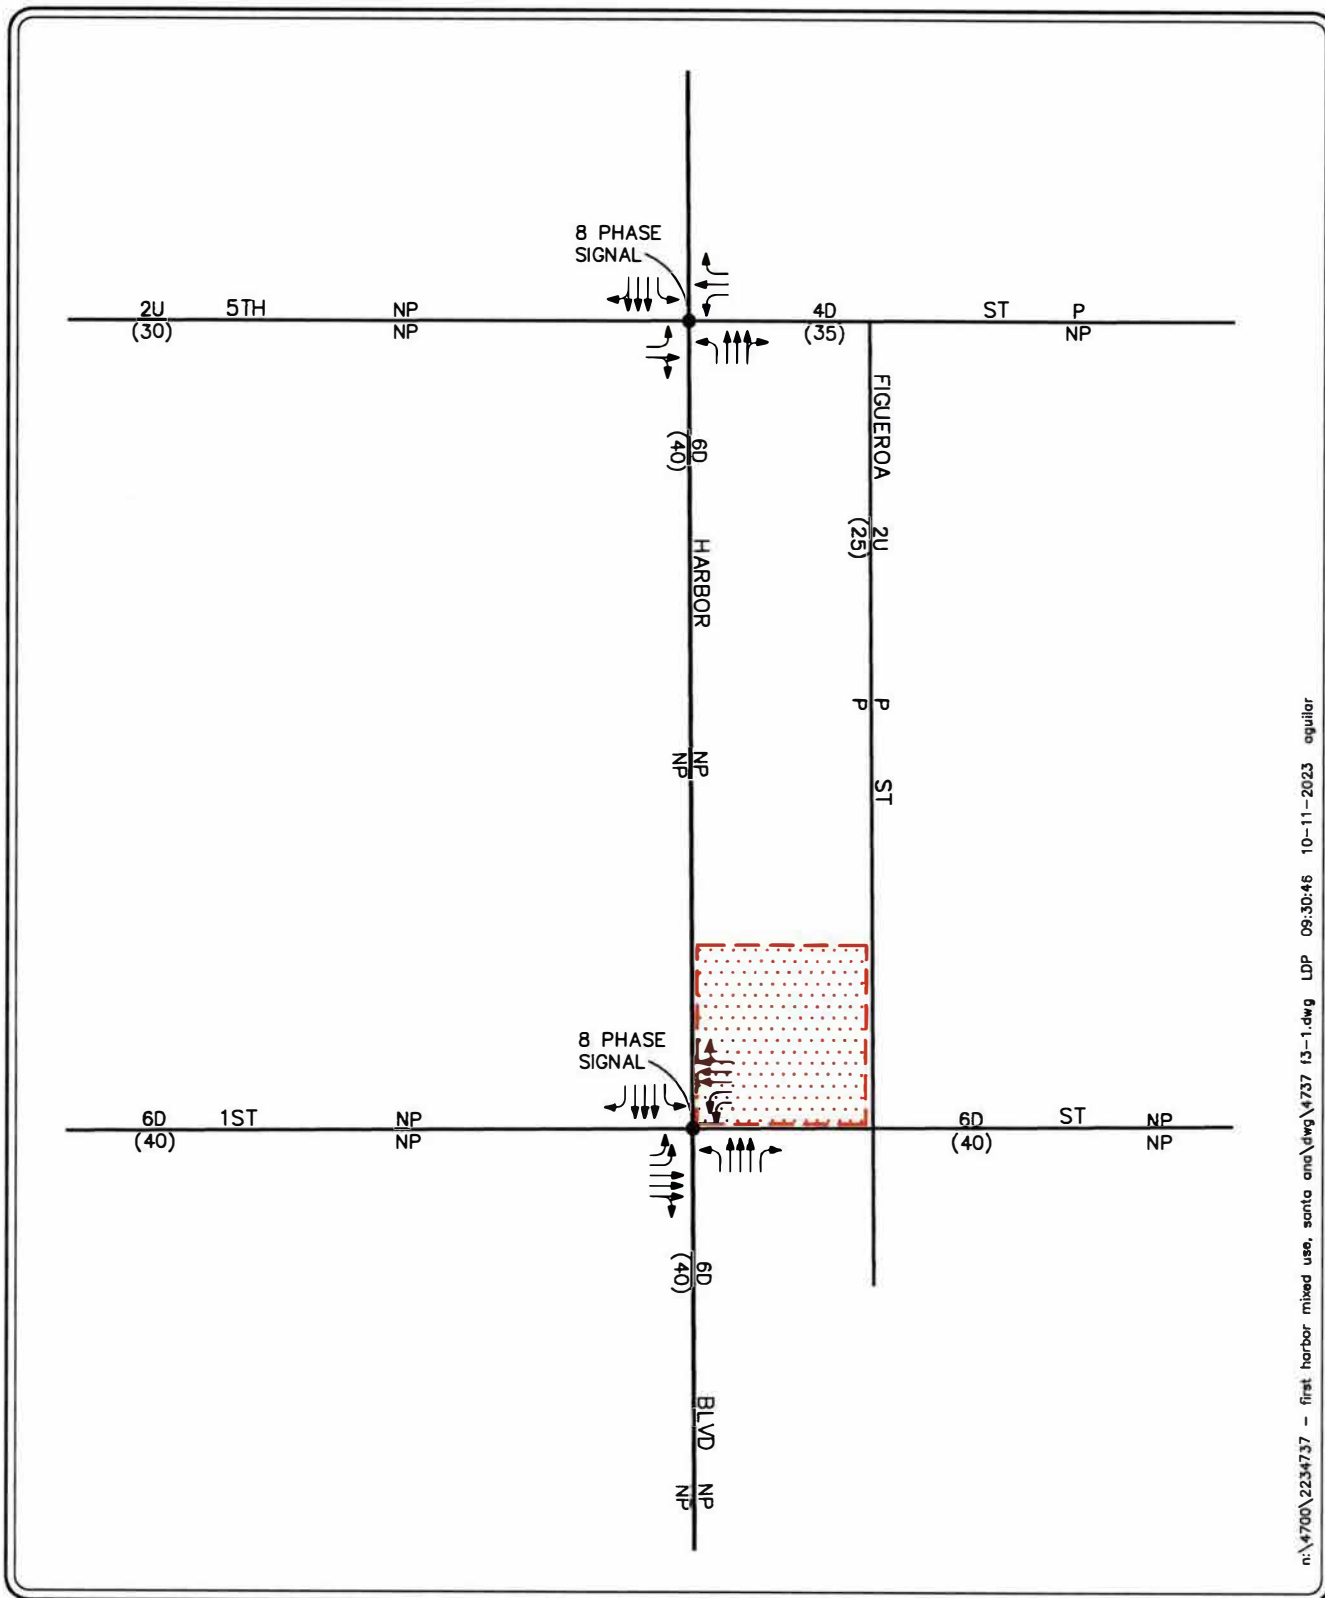 8 PHASE
SIGNAL
2U 5TH NP 4D ST P
(30) NP (35) NP
FIGUEROA
6D
(40)
2U
(25)
HARBOR
P
P
NP
NP
ST
8 PHASE
SIGNAL
6D 1ST NP 6D ST NP
(40) NP (40) NP
6D
(40)
BLVD
NP
NP
n:\4700\2234737 - first harbor mixed use, santa ana\dwg\4737 f3-1.dwg LDP 09:30:46 10-11-2023 aguilar